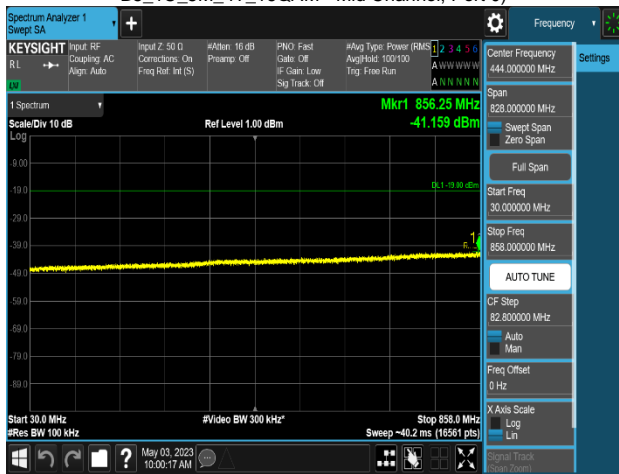 Spectrum Analyzer 1
Swept SA
Frequency
KEYSIGHT
RL
Input: RF
Coupling: AC
Align: Auto
Input Z: 50 Ω
Corrections: On
Freq Ref: Int (S)
#Atten: 16 dB
Preamp: Off
PNO: Fast
Gate: Off
IF Gain: Low
Sig Track: Off
#Avg Type: Power (RMS
Avg|Hold: 100/100
Trig: Free Run
1 2 3 4 5 6
A W W W W W
A N N N N N
LXI
1 Spectrum
Scale/Div 10 dB
Log
Ref Level 1.00 dBm
Mkr1 856.25 MHz
-41.159 dBm
-9.00
-19.0
-29.0
-39.0
-49.0
-59.0
-69.0
-79.0
-89.0
DL1 -19.00 dBm
1
Start 30.0 MHz
#Res BW 100 kHz
#Video BW 300 kHz*
Stop 858.0 MHz
Sweep ~40.2 ms (16561 pts)
Center Frequency
444.000000 MHz
Settings
Span
828.000000 MHz
Swept Span
Zero Span
Full Span
Start Freq
30.000000 MHz
Stop Freq
858.000000 MHz
AUTO TUNE
CF Step
82.800000 MHz
Auto
Man
Freq Offset
0 Hz
X Axis Scale
Log
Lin
Signal Track
(Span Zoom)
?
May 03, 2023
10:00:17 AM